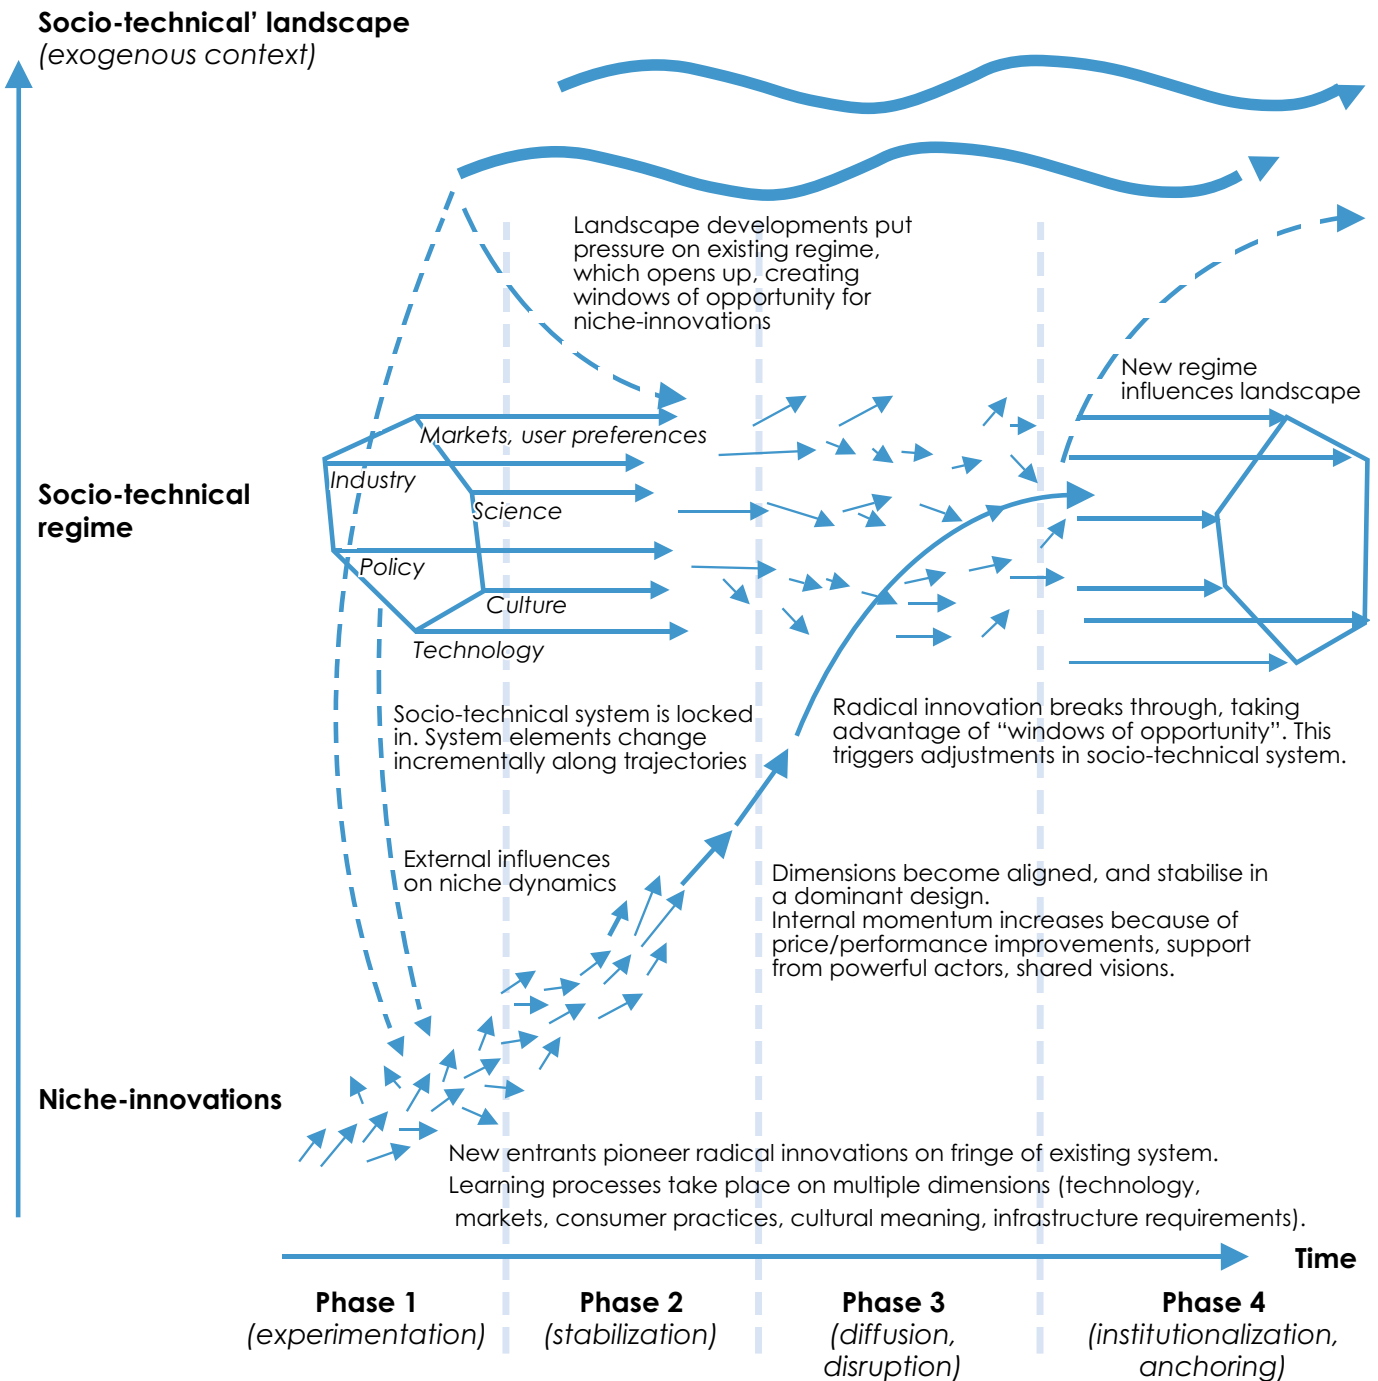 Socio-technical’ landscape
(exogenous context)
Landscape developments put
pressure on existing regime,
which opens up, creating
windows of opportunity for
niche-innovations
New regime
influences landscape
Markets, user preferences
Industry
Science
Socio-technical
regime
Policy
Culture
Technology
Socio-technical system is locked
in. System elements change
incrementally along trajectories
Radical innovation breaks through, taking
advantage of “windows of opportunity”. This
triggers adjustments in socio-technical system.
External influences
on niche dynamics
Dimensions become aligned, and stabilise in
a dominant design.
Internal momentum increases because of
price/performance improvements, support
from powerful actors, shared visions.
Niche-innovations
New entrants pioneer radical innovations on fringe of existing system.
Learning processes take place on multiple dimensions (technology,
markets, consumer practices, cultural meaning, infrastructure requirements).
Time
Phase 1
(experimentation)
Phase 2
(stabilization)
Phase 3
(diffusion,
disruption)
Phase 4
(institutionalization,
anchoring)